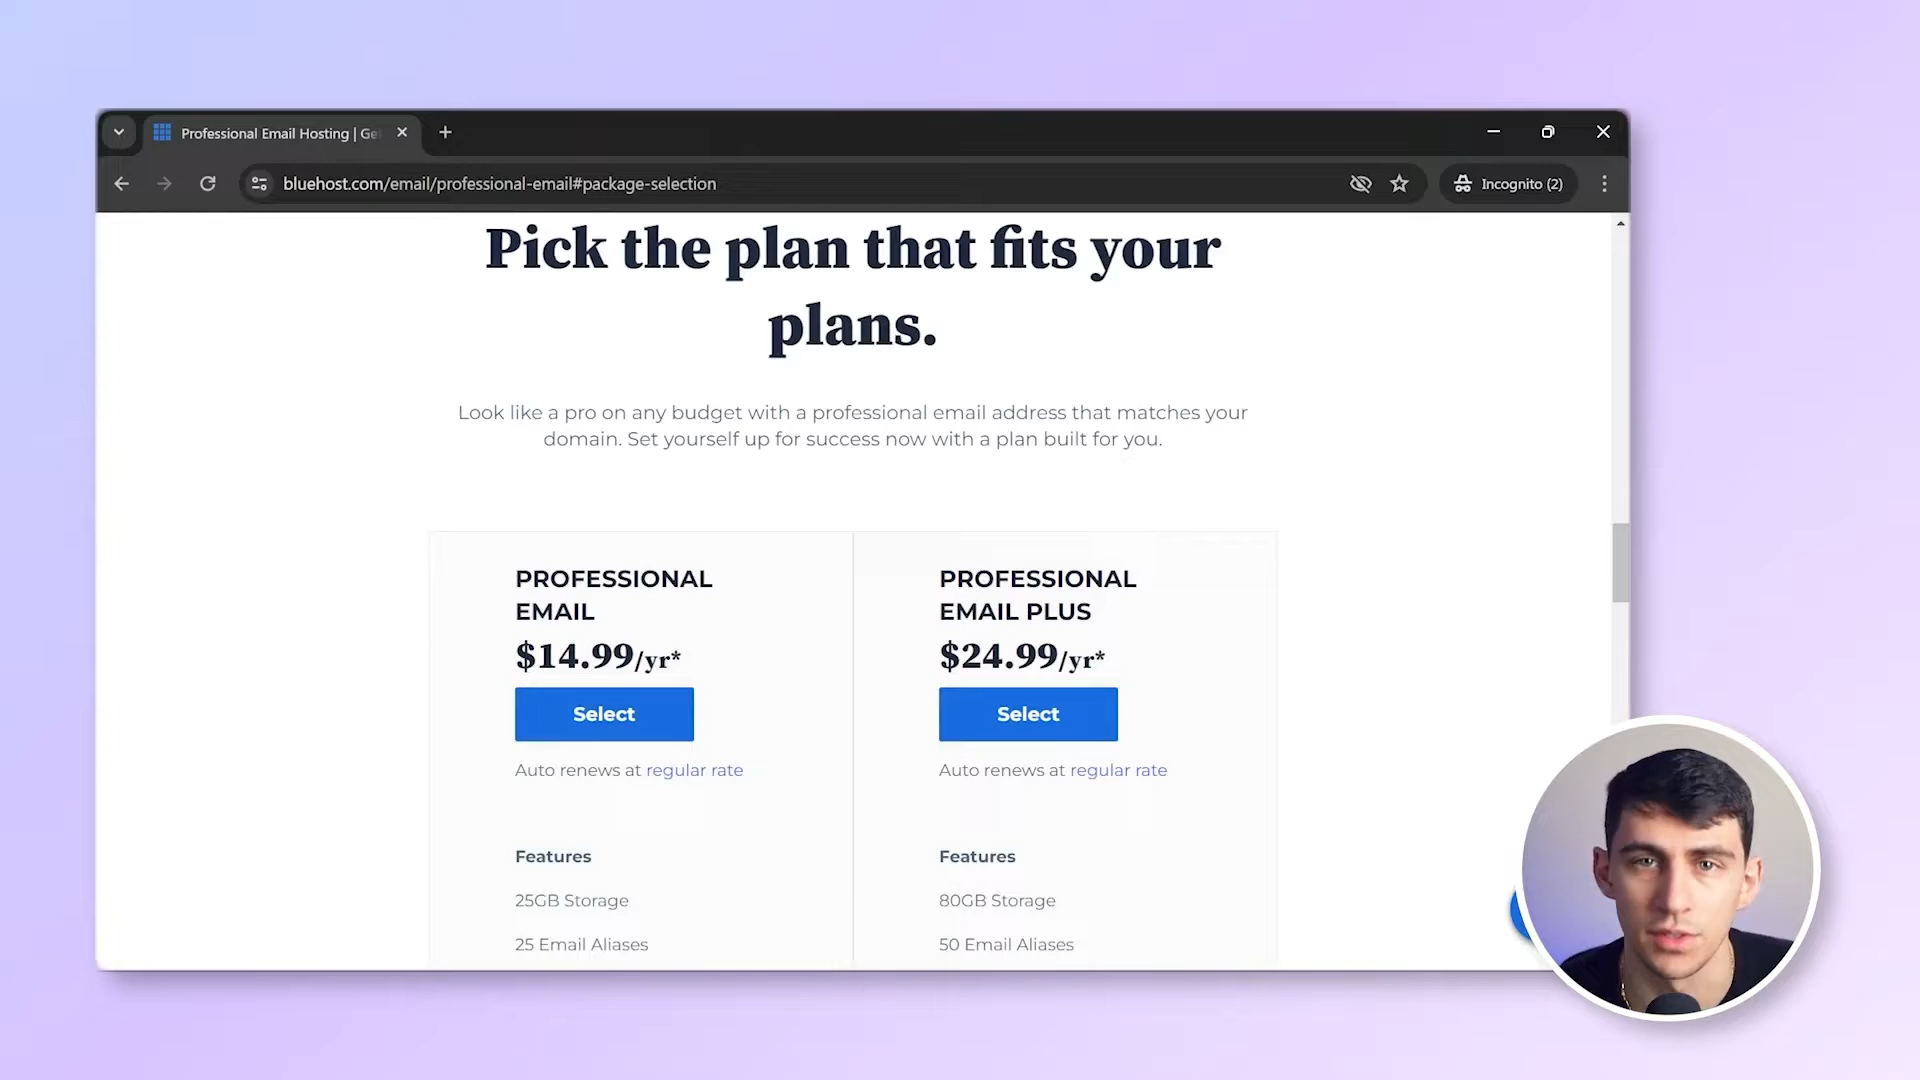 Professional Email Hosting | Ge
bluehost.com/email/professional-email#package-selection
Incognito (2)
Pick the plan that fits your
plans.
Look like a pro on any budget with a professional email address that matches your
domain. Set yourself up for success now with a plan built for you.
PROFESSIONAL
EMAIL
$14.99/yr*
Select
Auto renews at regular rate
Features
25GB Storage
25 Email Aliases
PROFESSIONAL
EMAIL PLUS
$24.99/yr*
Select
Auto renews at regular rate
Features
80GB Storage
50 Email Aliases